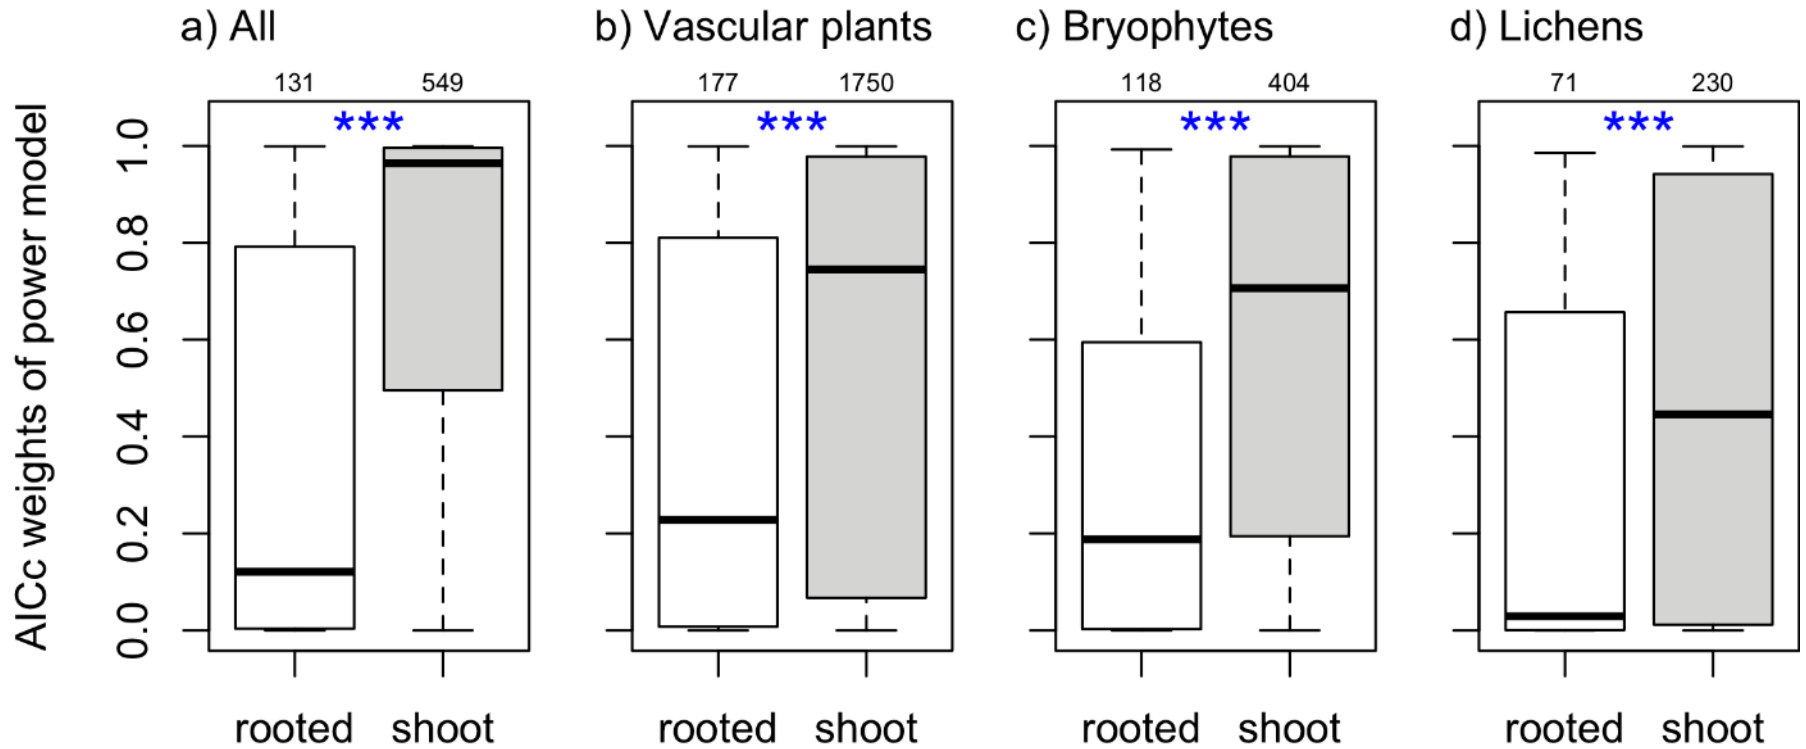 a) All b) Vascular plants c) Bryophytes d) Lichens
131 549 177 1750 118 404 71 230
*** *** *** ***
AICc weights of power model
1.0
0.8
0.6
0.4
0.2
0.0
rooted shoot rooted shoot rooted shoot rooted shoot